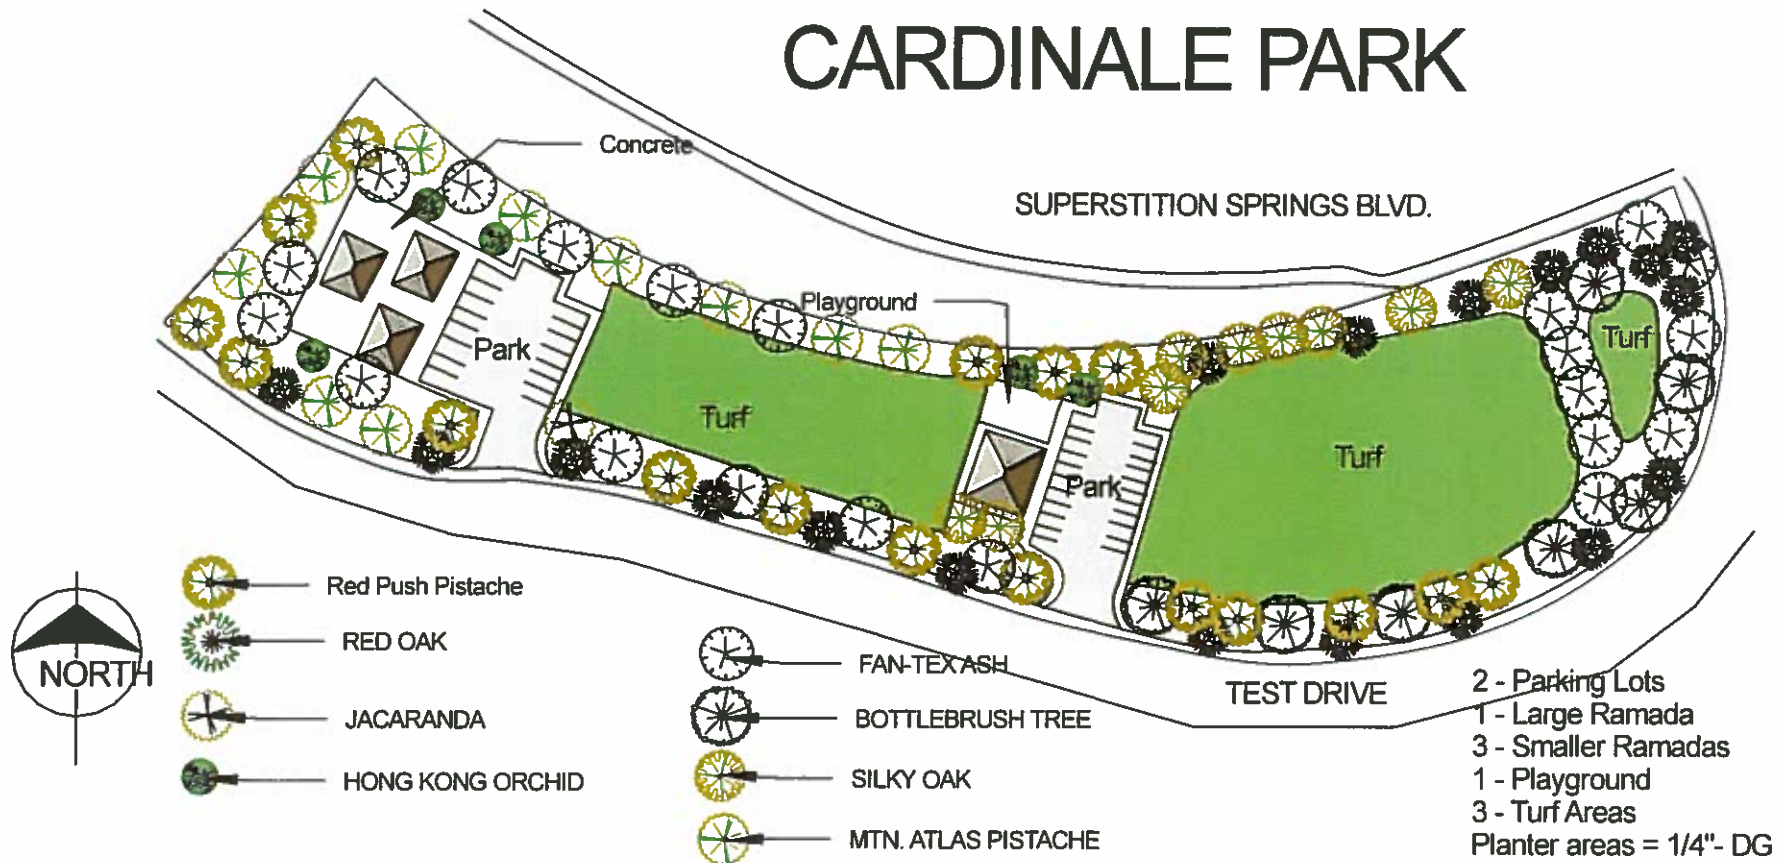 CARDINALE PARK
Concrete
SUPERSTITION SPRINGS BLVD.
Playground
Turf
Park
Turf
Turf
Park
Red Push Pistache
RED OAK
NORTH
JACARANDA
HONG KONG ORCHID
FAN-TEX ASH
BOTTLEBRUSH TREE
SILKY OAK
MTN. ATLAS PISTACHE
TEST DRIVE
2 - Parking Lots
1 - Large Ramada
3 - Smaller Ramadas
1 - Playground
3 - Turf Areas
Planter areas = 1/4"- DG